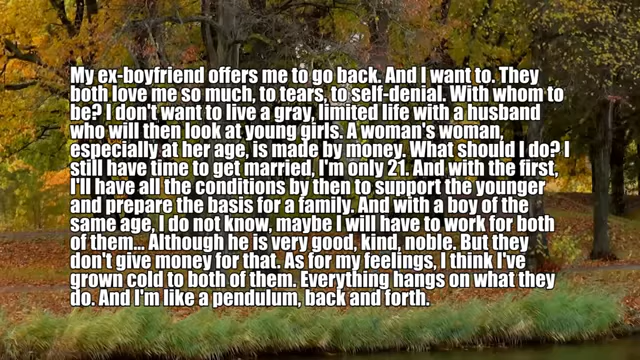 My ex-boyfriend offers me to go back. And I want to. They
both love me so much, to tears, to self-denial. With whom to
be? I don't want to live a gray, limited life with a husband
who will then look at young girls. A woman's woman,
especially at her age, is made by money. What should I do? I
still have time to get married, I'm only 21. And with the first,
I'll have all the conditions by then to support the younger
and prepare the basis for a family. And with a boy of the
same age, I do not know, maybe I will have to work for both
of them... Although he is very good, kind, noble. But they
don't give money for that. As for my feelings, I think I've
grown cold to both of them. Everything hangs on what they
do. And I'm like a pendulum, back and forth.